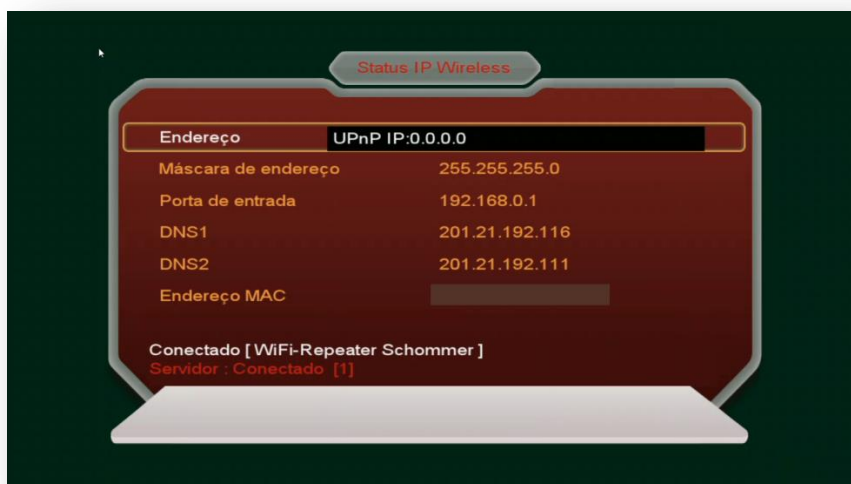 Status IP Wireless
Endereço UPnP IP:0.0.0.0
Máscara de endereço 255.255.255.0
Porta de entrada 192.168.0.1
DNS1 201.21.192.116
DNS2 201.21.192.111
Endereço MAC
Conectado [ WiFi-Repeater Schommer ]
Servidor : Conectado [1]